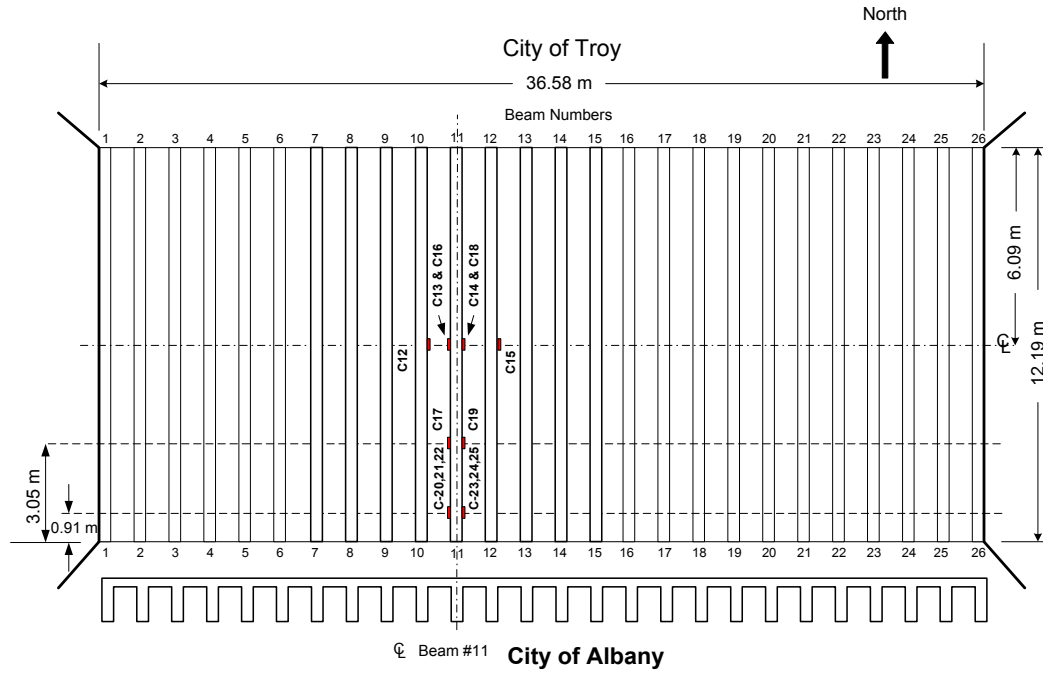 North
City of Troy
36.58 m
Beam Numbers
1 2 3 4 5 6 7 8 9 10 11 12 13 14 15 16 17 18 19 20 21 22 23 24 25 26
6.09 m
12.19 m
C13 & C16
C14 & C18
C12
C15
℄
C17
C19
C-20,21,22
C-23,24,25
3.05 m
0.91 m
1 2 3 4 5 6 7 8 9 10 11 12 13 14 15 16 17 18 19 20 21 22 23 24 25 26
℄ Beam #11
City of Albany